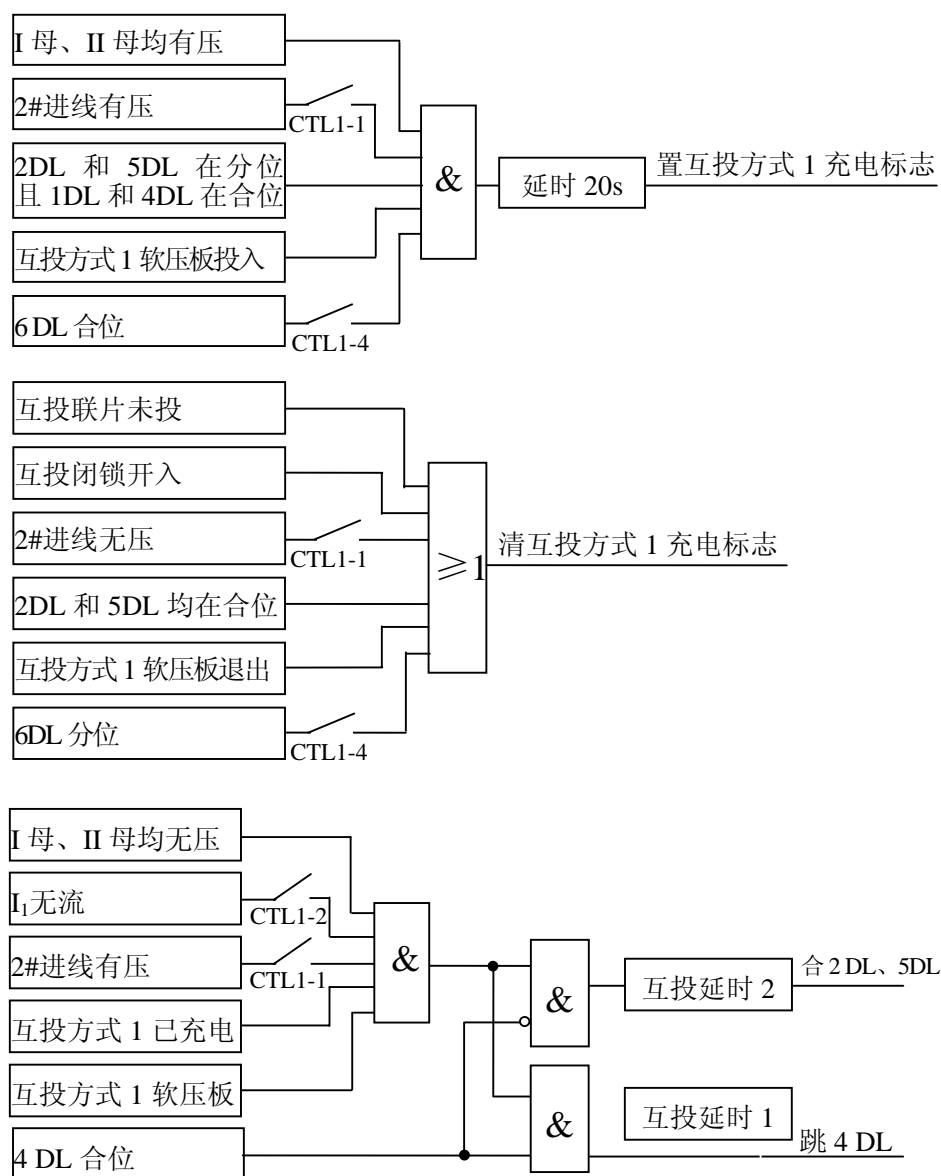 I 母、II 母均有压
2#进线有压
CTL1-1
2DL 和 5DL 在分位
且 1DL 和 4DL 在合位
&
延时 20s
置互投方式 1 充电标志
互投方式 1 软压板投入
6 DL 合位
CTL1-4
互投联片未投
互投闭锁开入
2#进线无压
CTL1-1
≥1
清互投方式 1 充电标志
2DL 和 5DL 均在合位
互投方式 1 软压板退出
6DL 分位
CTL1-4
I 母、II 母均无压
I₁无流
CTL1-2
2#进线有压
CTL1-1
&
互投方式 1 已充电
互投方式 1 软压板
4 DL 合位
&
互投延时 2
合 2 DL、5DL
&
互投延时 1
跳 4 DL